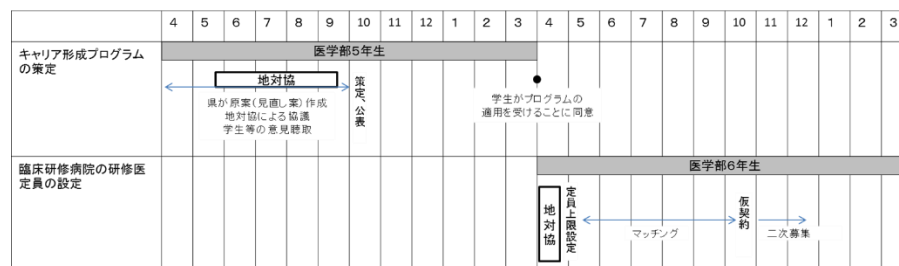 4 5 6 7 8 9 10 11 12 1 2 3 4 5 6 7 8 9 10 11 12 1 2 3
キャリア形成プログラム
の策定
医学部5年生
地対協
県が原案(見直し案)作成
地対協による協議
学生等の意見聴取
策定、公表
学生がプログラムの
適用を受けることに同意
臨床研修病院の研修医
定員の設定
医学部6年生
地対協
定員上限設定
マッチング
仮契約
二次募集